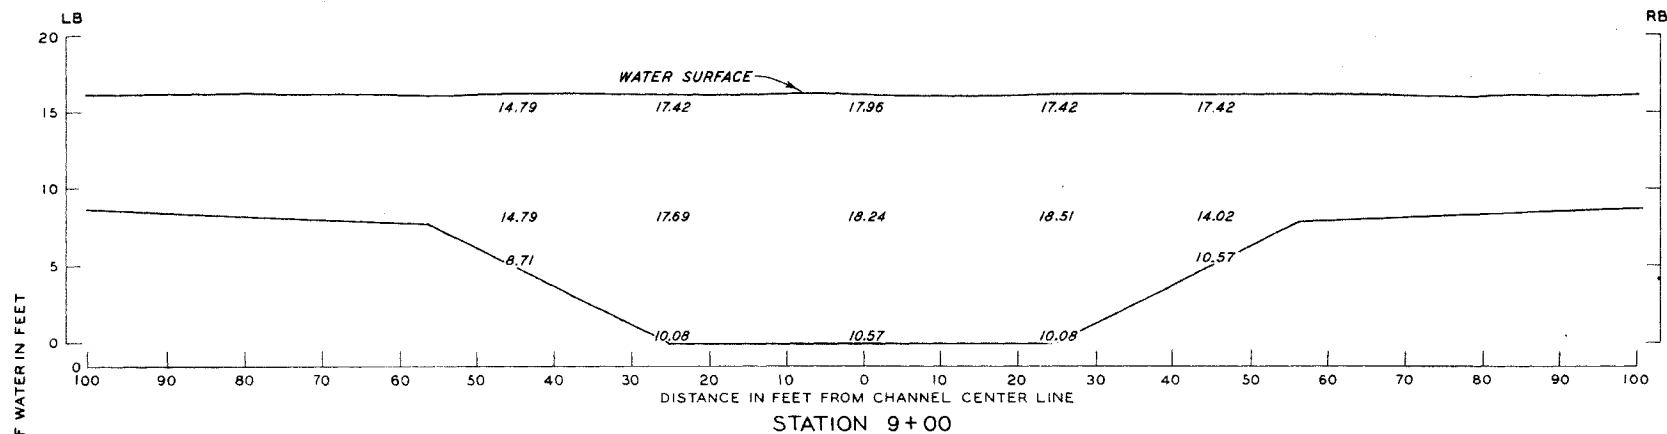 LB RB
20
WATER SURFACE
15 14.79 17.42 17.96 17.42 17.42
10
14.79 17.69 18.24 18.51 14.02
5 8.71 10.57
0 10.08 10.57 10.08
0
100 90 80 70 60 50 40 30 20 10 0 10 20 30 40 50 60 70 80 90 100
DISTANCE IN FEET FROM CHANNEL CENTER LINE
STATION 9+00
F WATER IN FEET